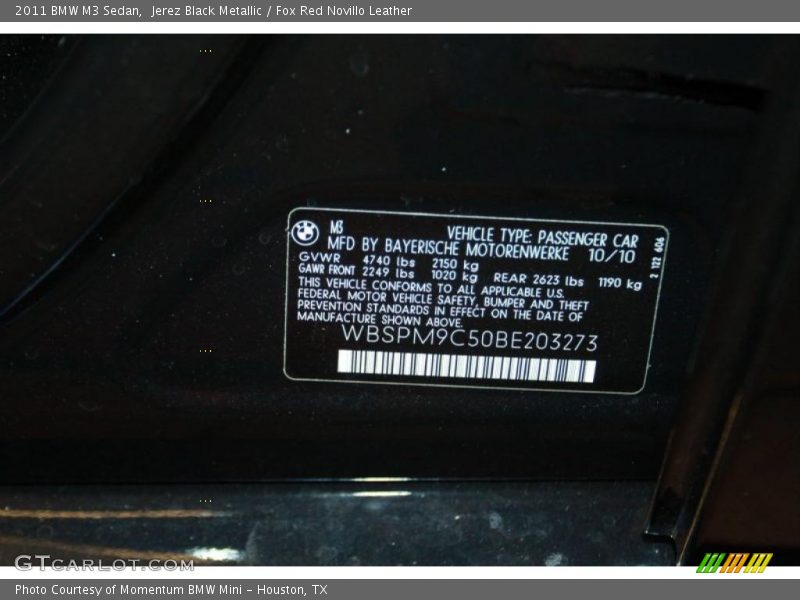 2011 BMW M3 Sedan,  Jerez Black Metallic / Fox Red Novillo Leather
M3
VEHICLE TYPE: PASSENGER CAR
MFD BY BAYERISCHE MOTORENWERKE 10/10
GVWR 4740 lbs 2150 kg
GAWR FRONT 2249 lbs 1020 kg REAR 2623 lbs 1190 kg
THIS VEHICLE CONFORMS TO ALL APPLICABLE U.S.
FEDERAL MOTOR VEHICLE SAFETY, BUMPER AND THEFT
PREVENTION STANDARDS IN EFFECT ON THE DATE OF
MANUFACTURE SHOWN ABOVE.
WBSPM9C50BE203273
GTCARLOT.COM
Photo Courtesy of Momentum BMW Mini - Houston, TX